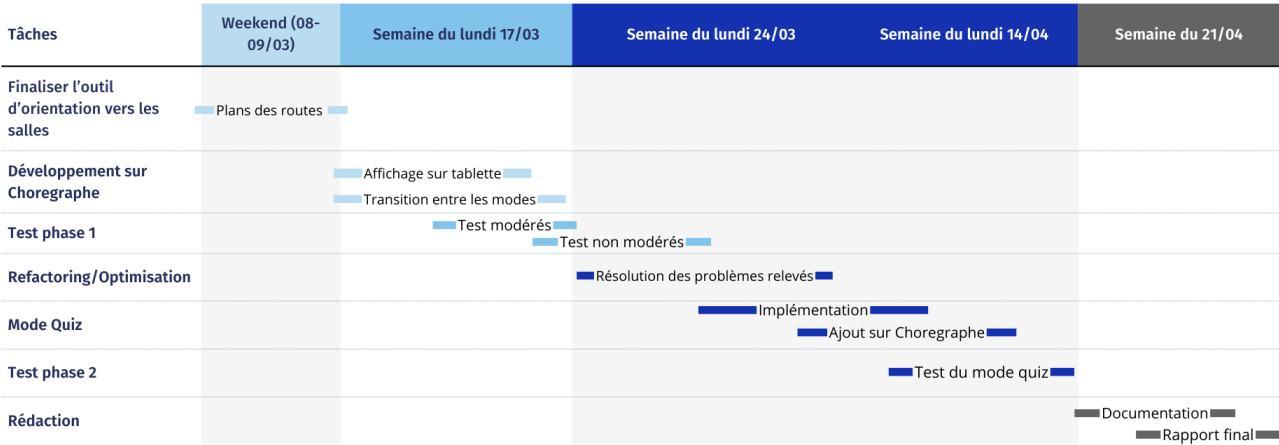 Tâches
Weekend (08-
09/03)
Semaine du lundi 17/03
Semaine du lundi 24/03
Semaine du lundi 14/04
Semaine du 21/04
Finaliser l’outil
d’orientation vers les
salles
Plans des routes
Développement sur
Choregraphe
Affichage sur tablette
Transition entre les modes
Test phase 1
Test modérés
Test non modérés
Refactoring/Optimisation
Résolution des problèmes relevés
Mode Quiz
Implémentation
Ajout sur Choregraphe
Test phase 2
Test du mode quiz
Rédaction
Documentation
Rapport final